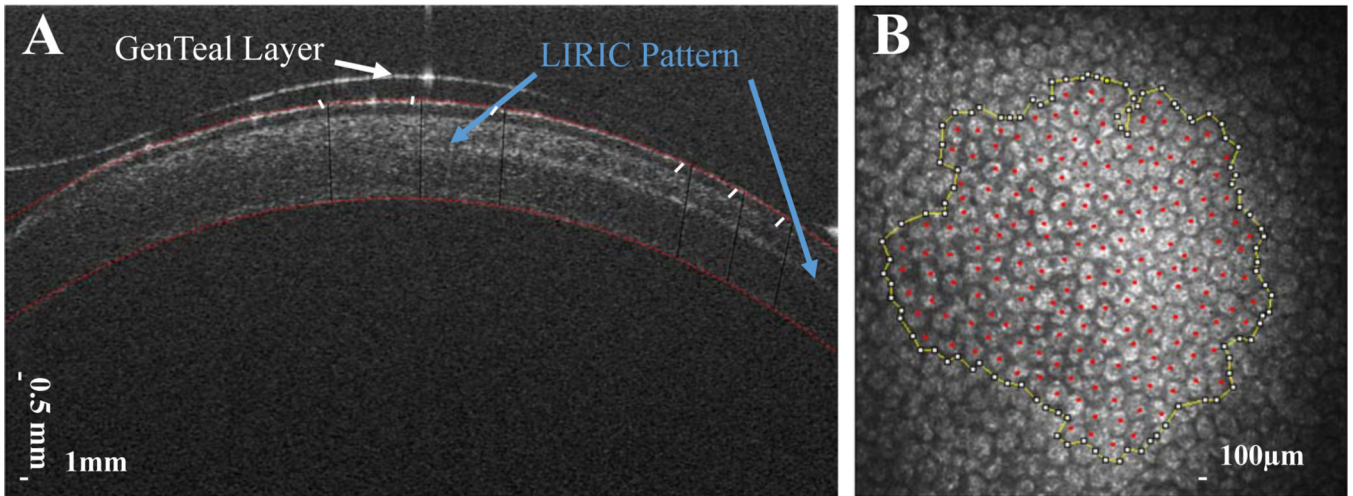 A
GenTeal Layer
LIRIC Pattern
0.5 mm
1mm
B
100µm